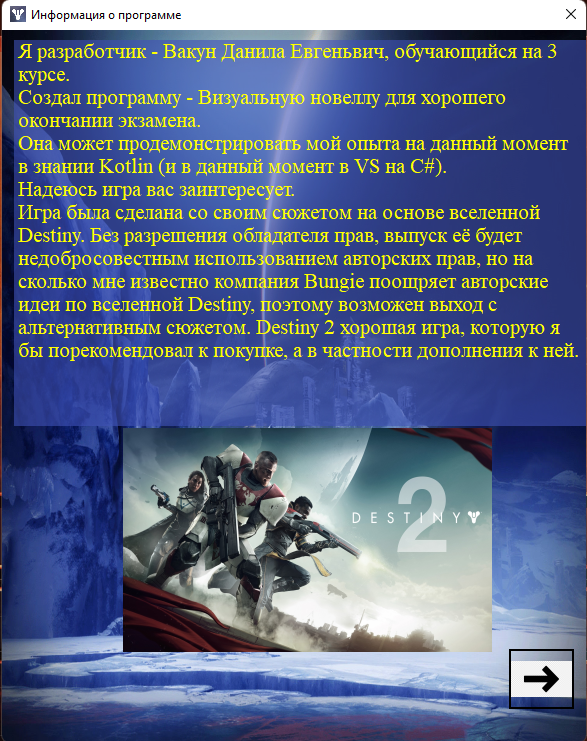 Информация о программе
Я разработчик - Вакун Данила Евгеньвич, обучающийся на 3
курсе.
Создал программу - Визуальную новеллу для хорошего
окончании экзамена.
Она может продемонстрировать мой опыта на данный момент
в знании Kotlin (и в данный момент в VS на C#).
Надеюсь игра вас заинтересует.
Игра была сделана со своим сюжетом на основе вселенной
Destiny. Без разрешения обладателя прав, выпуск её будет
недобросовестным использованием авторских прав, но на
сколько мне известно компания Bungie поощряет авторские
идеи по вселенной Destiny, поэтому возможен выход с
альтернативным сюжетом. Destiny 2 хорошая игра, которую я
бы порекомендовал к покупке, а в частности дополнения к ней.
DESTINY 2